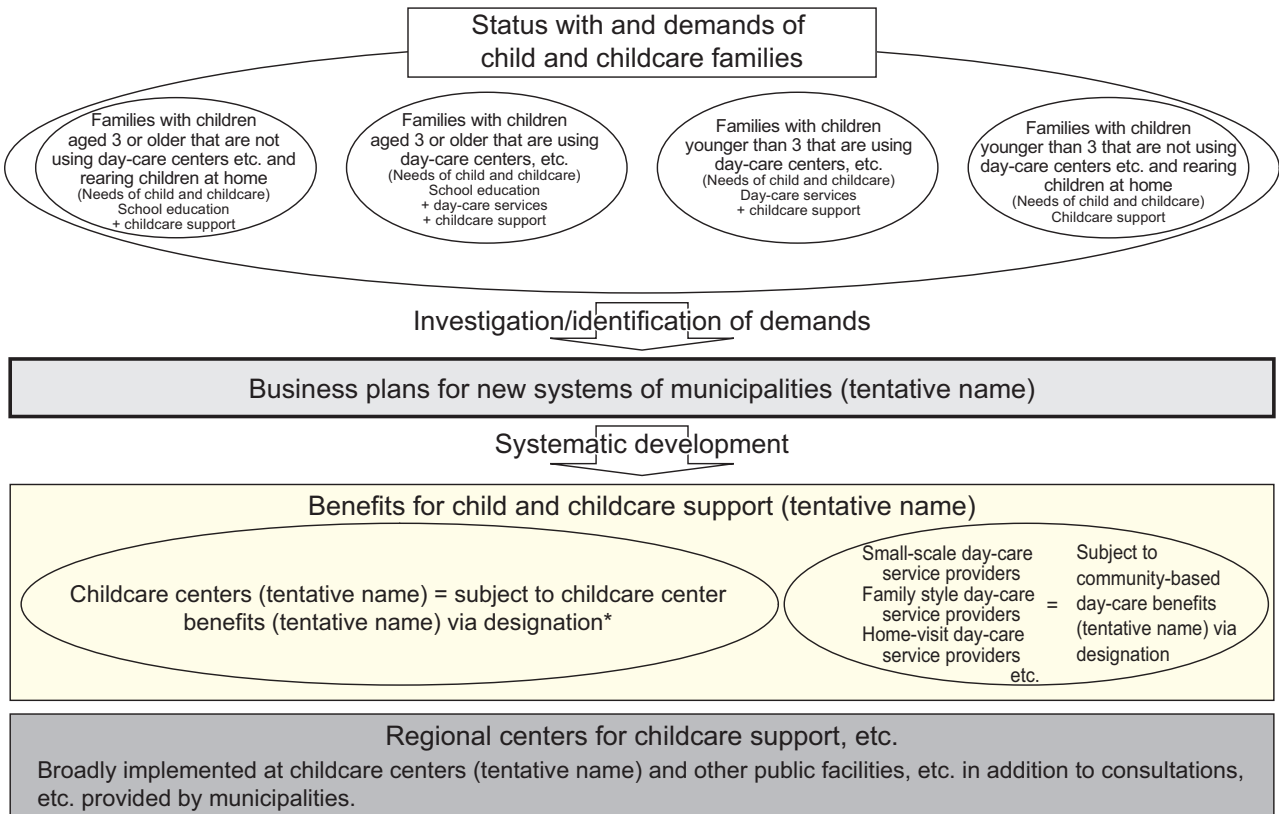 Status with and demands of
child and childcare families
Families with children
aged 3 or older that are not
using day-care centers etc. and
rearing children at home
(Needs of child and childcare)
School education
+ childcare support
Families with children
aged 3 or older that are using
day-care centers, etc.
(Needs of child and childcare)
School education
+ day-care services
+ childcare support
Families with children
younger than 3 that are using
day-care centers, etc.
(Needs of child and childcare)
Day-care services
+ childcare support
Families with children
younger than 3 that are not using
day-care centers etc. and rearing
children at home
(Needs of child and childcare)
Childcare support
Investigation/identification of demands
Business plans for new systems of municipalities (tentative name)
Systematic development
Benefits for child and childcare support (tentative name)
Childcare centers (tentative name) = subject to childcare center
benefits (tentative name) via designation*
Small-scale day-care
service providers
Family style day-care
service providers
Home-visit day-care
service providers
etc.
=
Subject to
community-based
day-care benefits
(tentative name) via
designation
Regional centers for childcare support, etc.
Broadly implemented at childcare centers (tentative name) and other public facilities, etc. in addition to consultations,
etc. provided by municipalities.